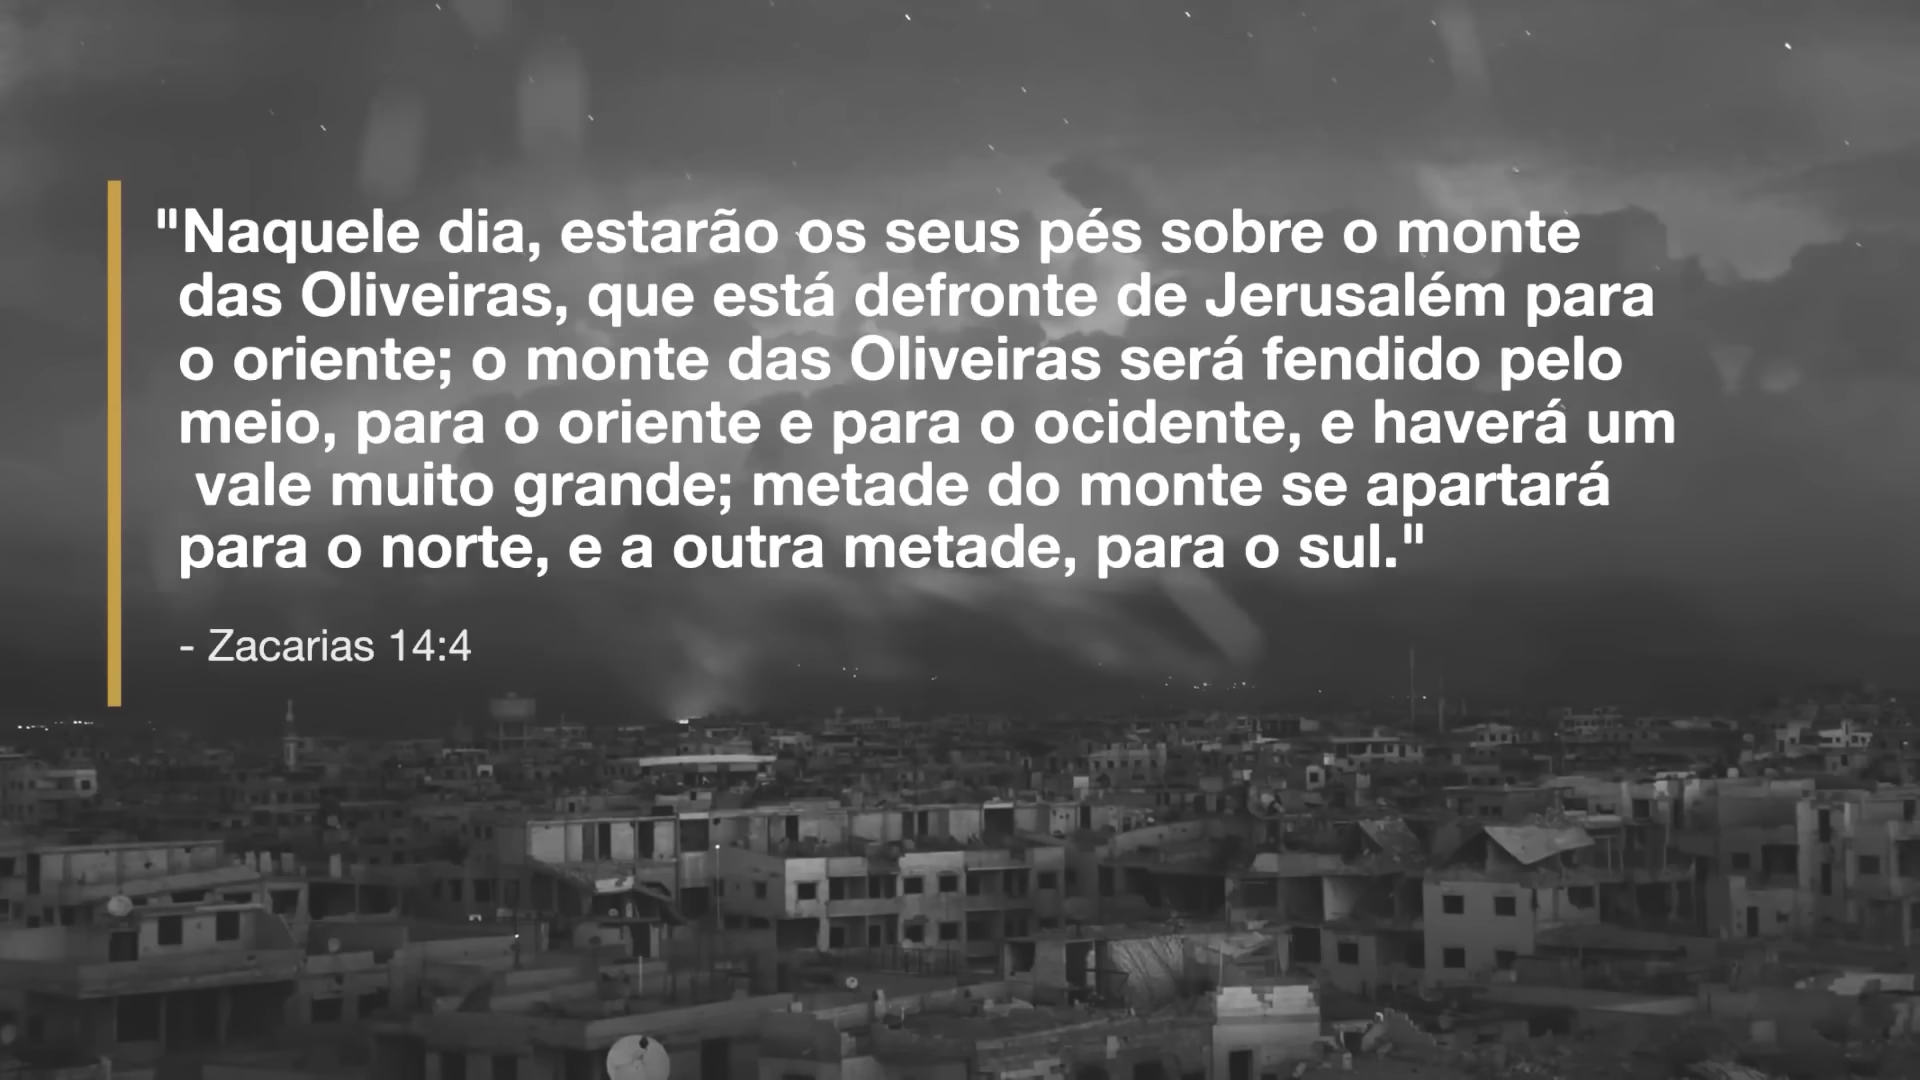 "Naquele dia, estarão os seus pés sobre o monte
das Oliveiras, que está defronte de Jerusalém para
o oriente; o monte das Oliveiras será fendido pelo
meio, para o oriente e para o ocidente, e haverá um
vale muito grande; metade do monte se apartará
para o norte, e a outra metade, para o sul."
- Zacarias 14:4